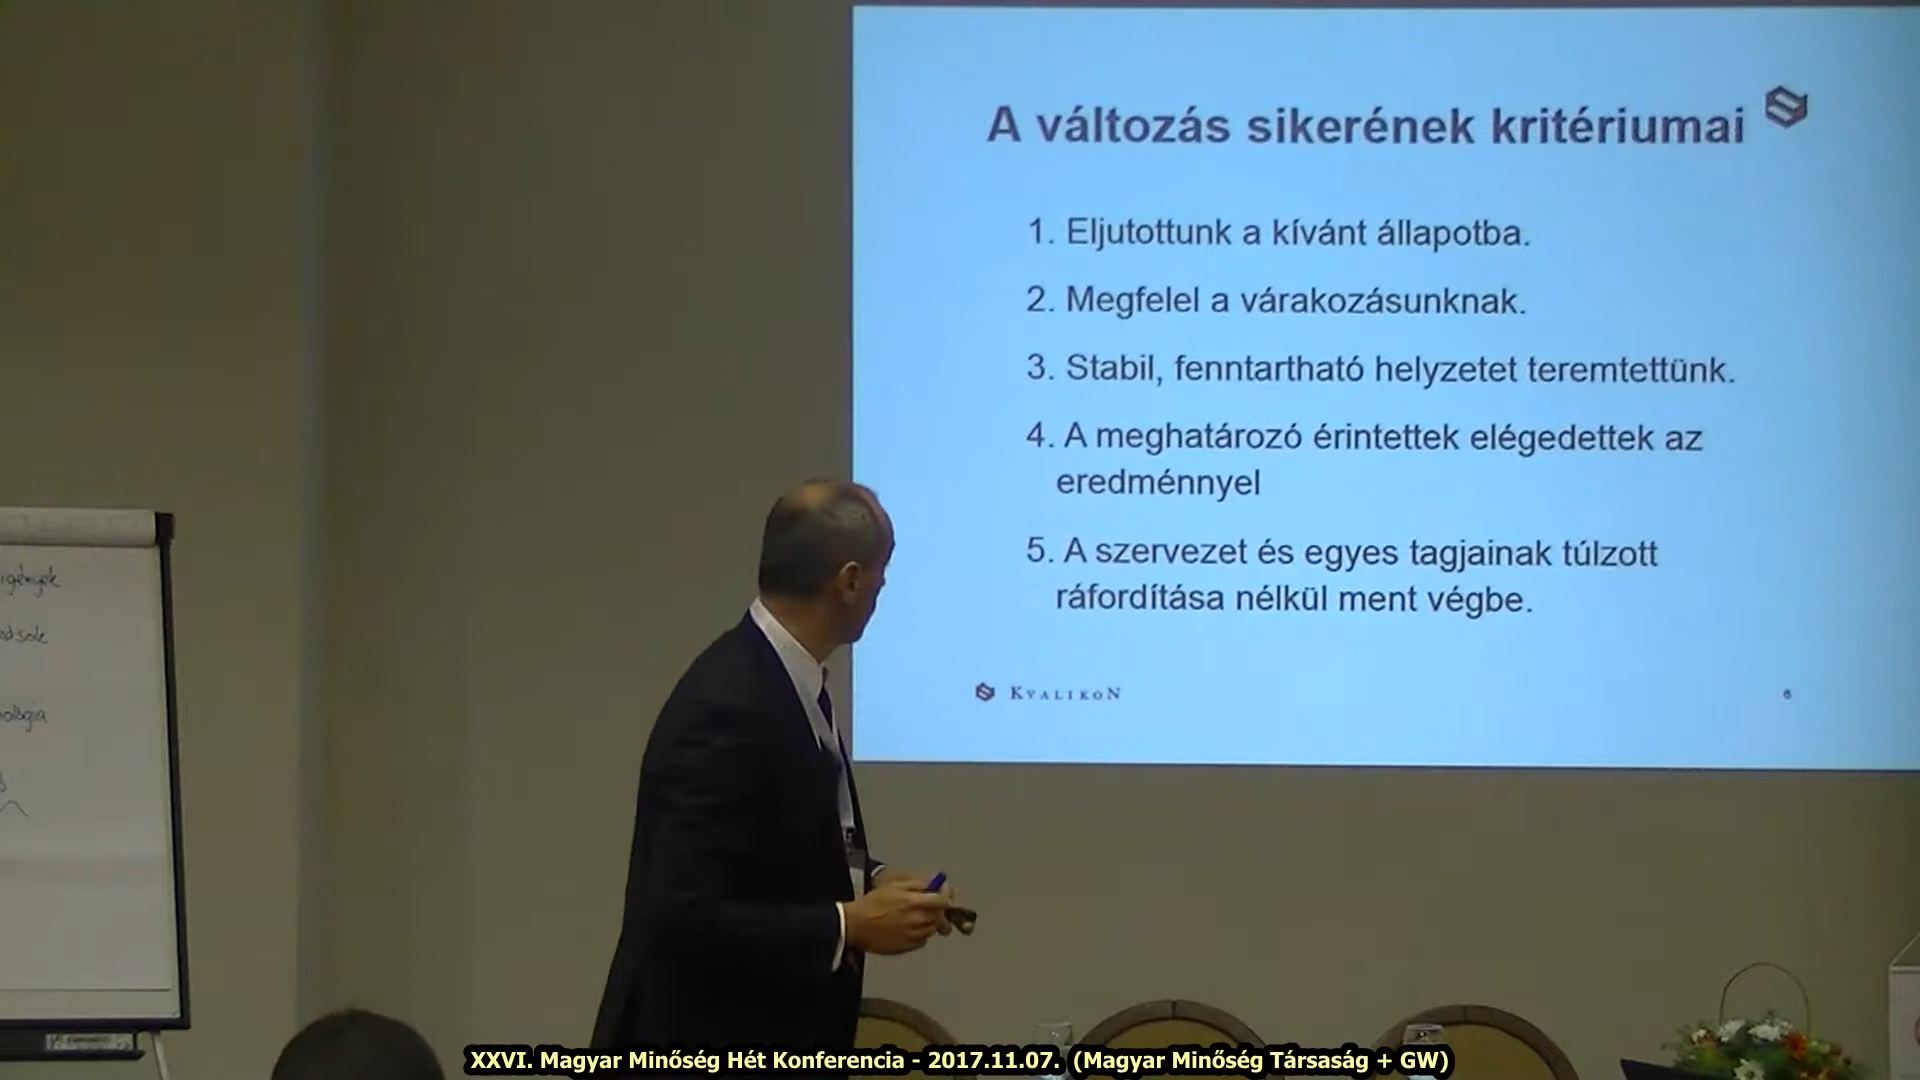 A változás sikerének kritériumai
1. Eljutottunk a kívánt állapotba.
2. Megfelel a várakozásunknak.
3. Stabil, fenntartható helyzetet teremtettünk.
4. A meghatározó érintettek elégedettek az
eredménnyel
5. A szervezet és egyes tagjainak túlzott
ráfordítása nélkül ment végbe.
KVALIKON
6
igények
XXVI. Magyar Minőség Hét Konferencia - 2017.11.07. (Magyar Minőség Társaság + GW)